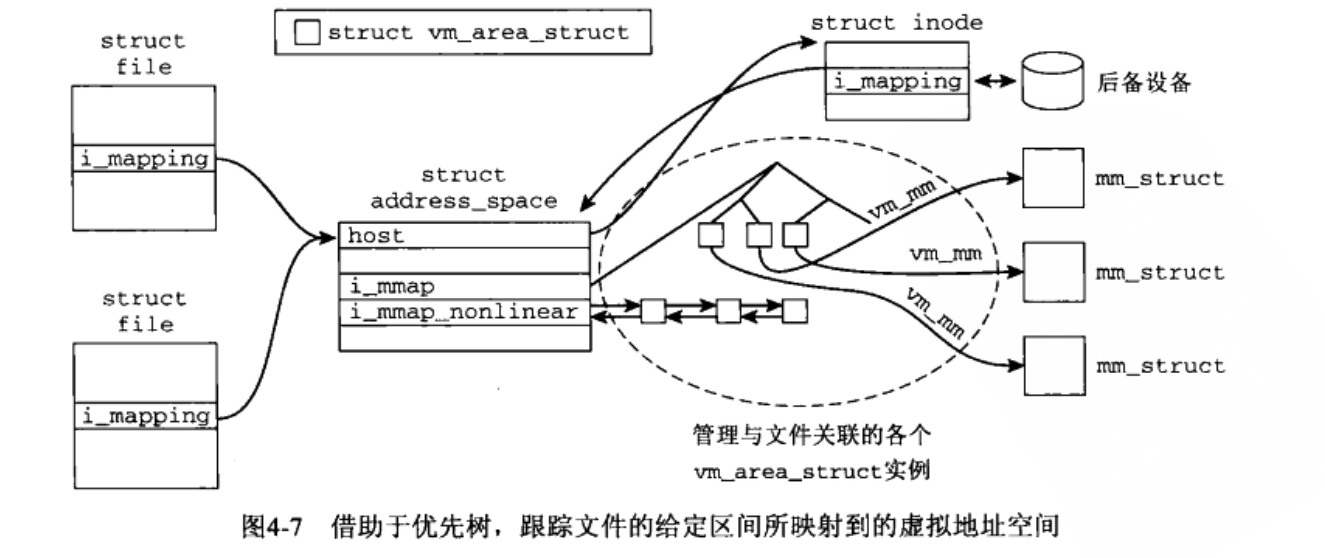 struct vm_area_struct
struct
file
i_mapping
struct
file
i_mapping
struct
address_space
host
i_mmap
i_mmap_nonlinear
struct inode
i_mapping
后备设备
vm_mm
vm_mm
vm_mm
mm_struct
mm_struct
mm_struct
管理与文件关联的各个
vm_area_struct实例
图4-7 借助于优先树，跟踪文件的给定区间所映射到的虚拟地址空间